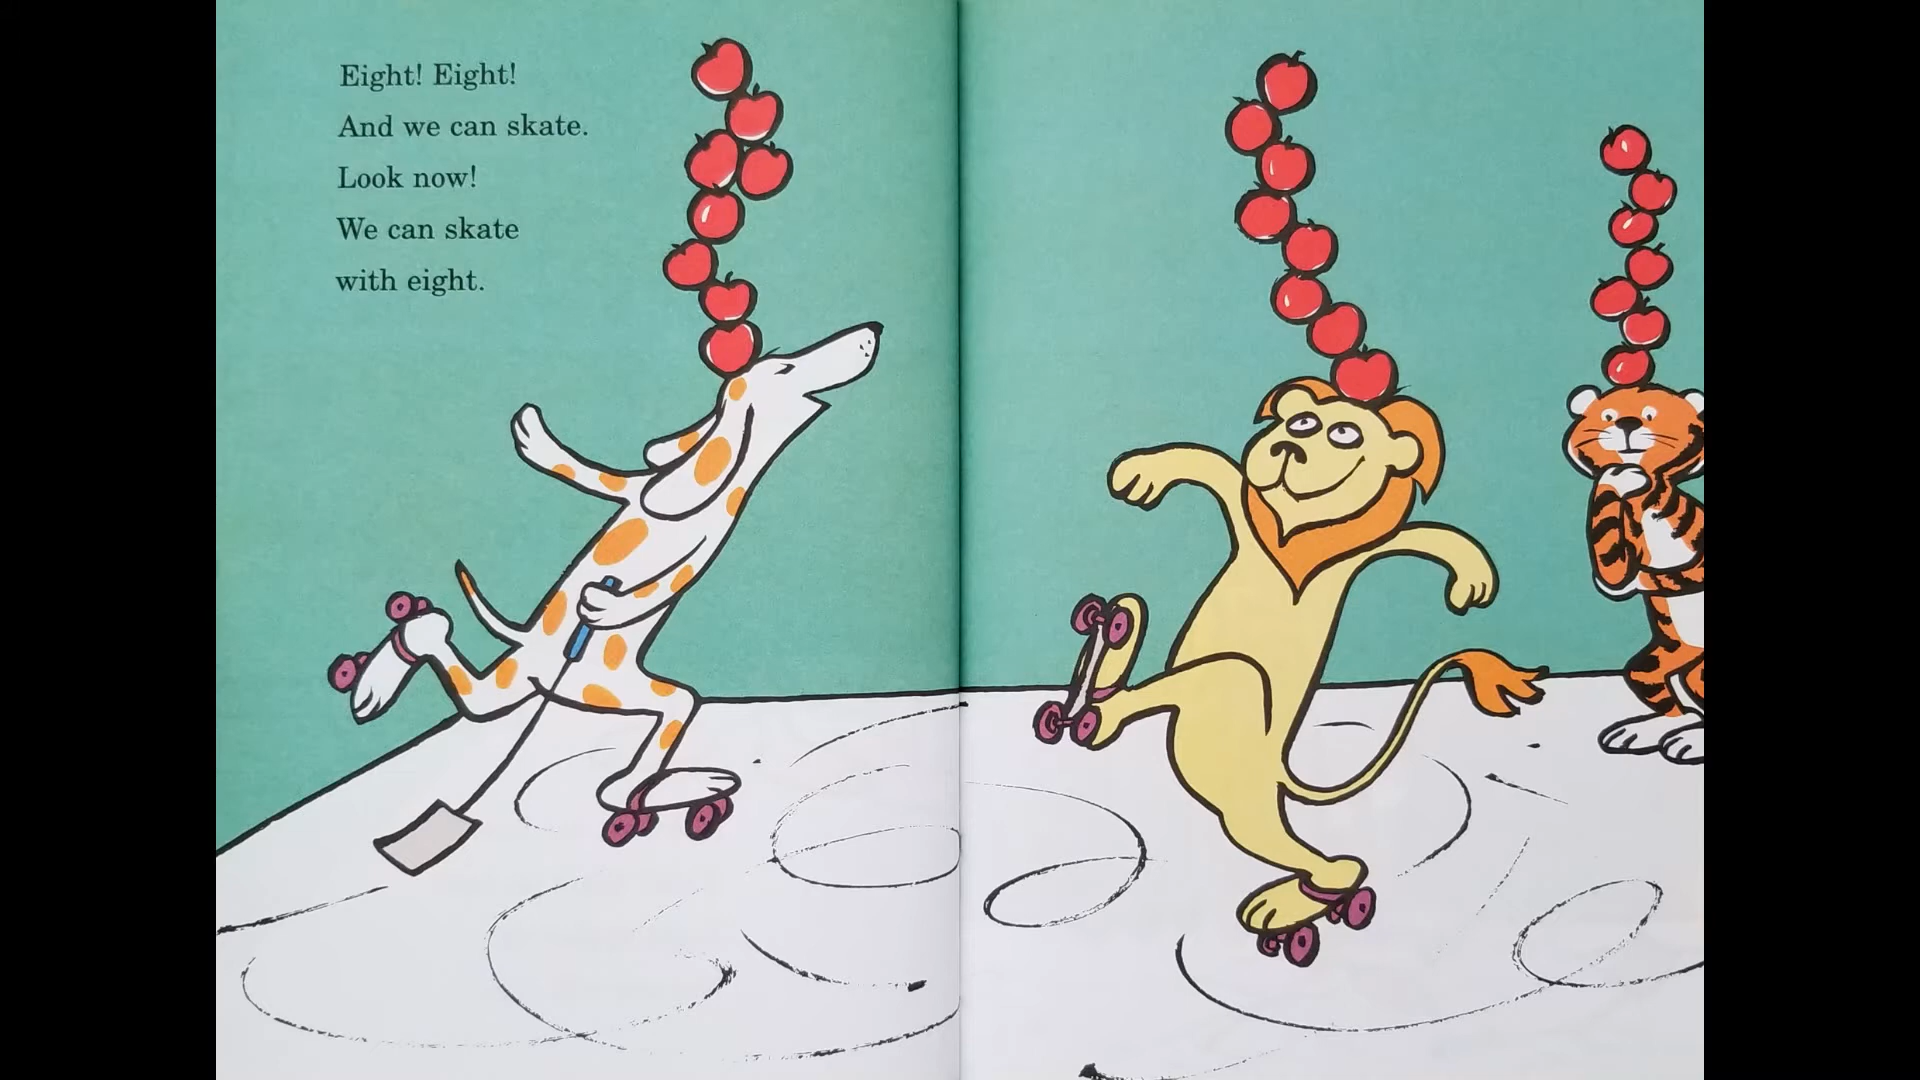 Eight! Eight!
And we can skate.
Look now!
We can skate
with eight.